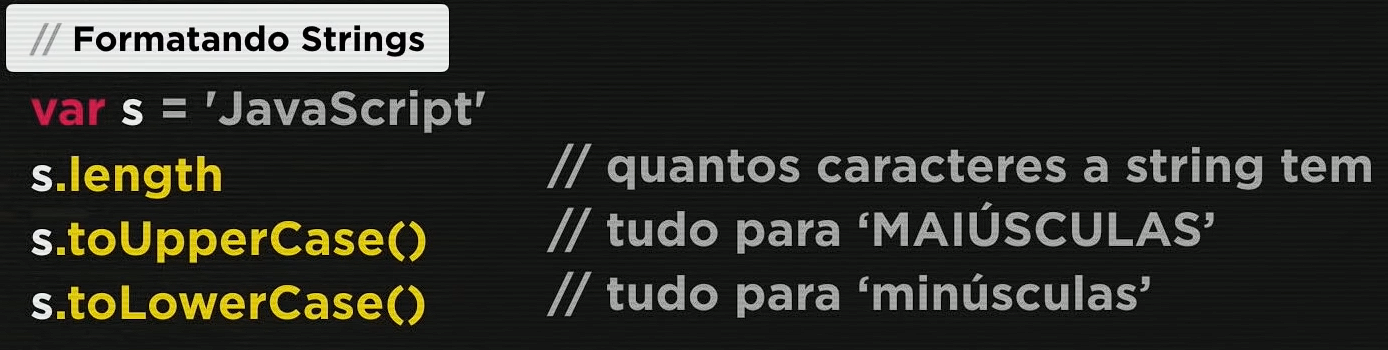 // Formatando Strings
var s = 'JavaScript'
s.length // quantos caracteres a string tem
s.toUpperCase() // tudo para ‘MAIÚSCULAS’
s.toLowerCase() // tudo para ‘minúsculas’